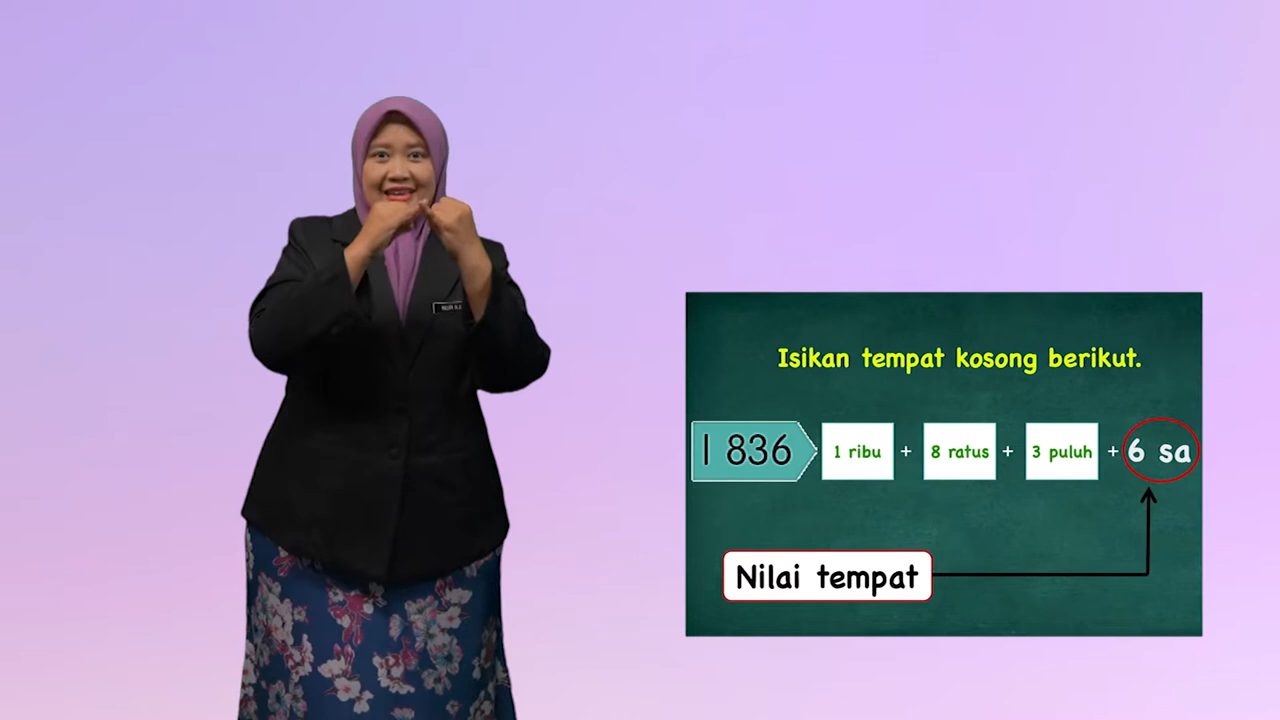 Isikan tempat kosong berikut.
1 836 1 ribu + 8 ratus + 3 puluh + 6 sa
Nilai tempat